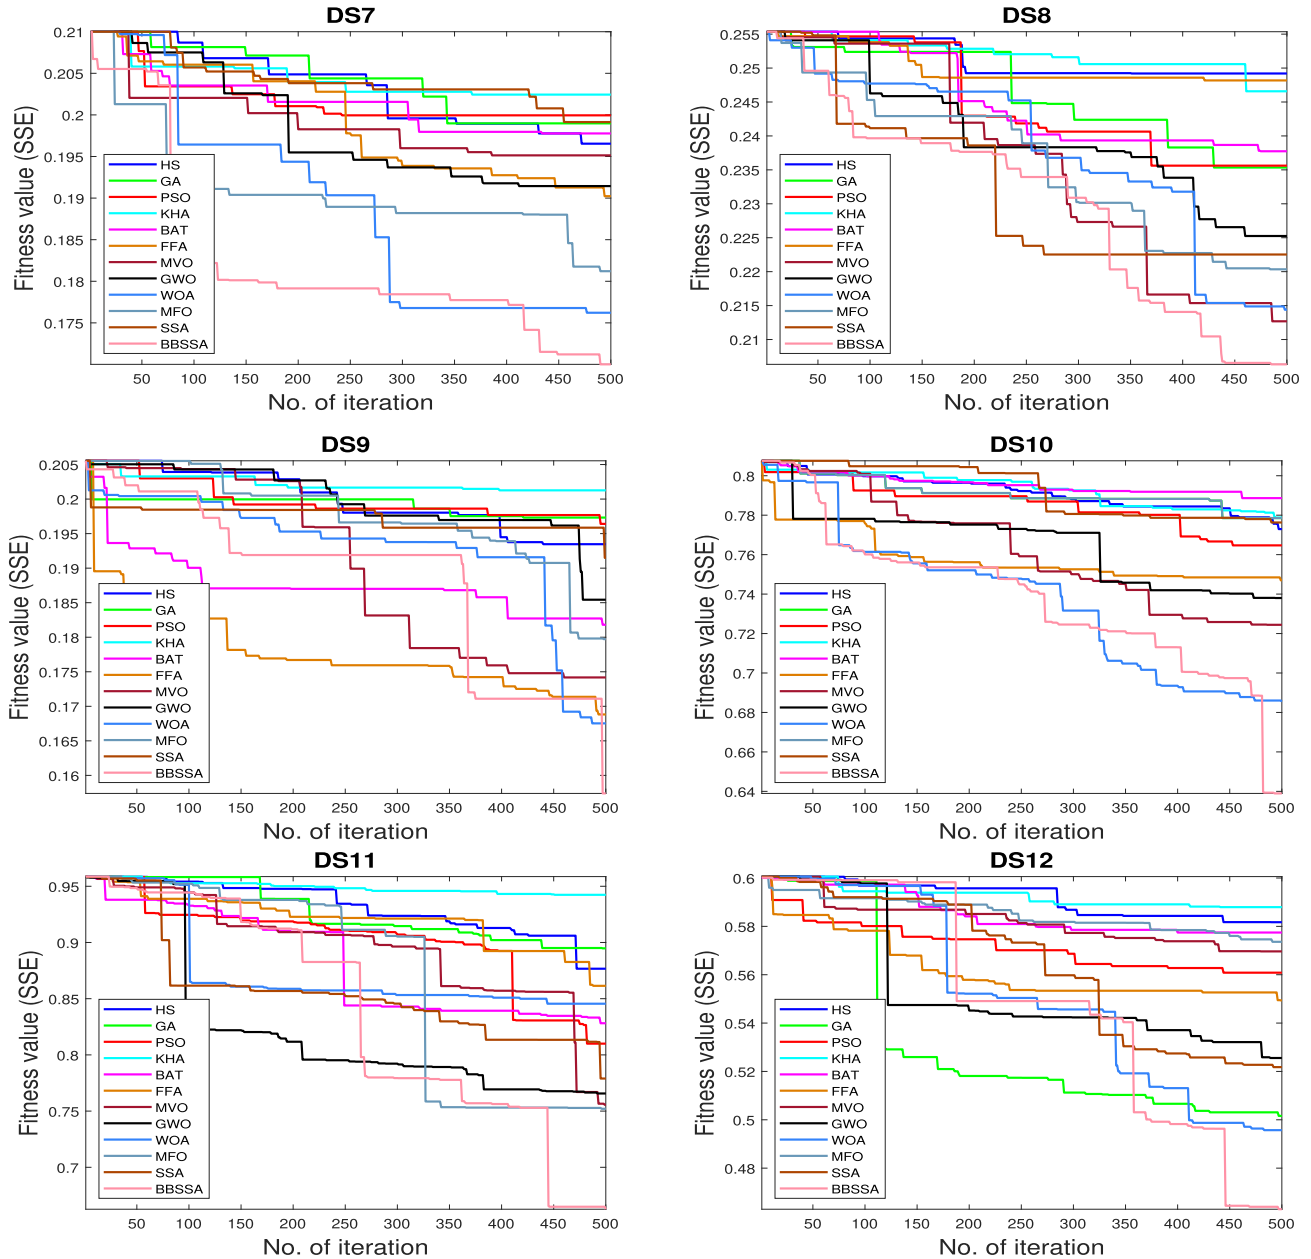 DS7
Fitness value (SSE)
0.21
0.205
0.2
0.195
0.19
0.185
0.18
0.175
HS
GA
PSO
KHA
BAT
FFA
MVO
GWO
WOA
MFO
SSA
BBSSA
50 100 150 200 250 300 350 400 450 500
No. of iteration
DS8
Fitness value (SSE)
0.255
0.25
0.245
0.24
0.235
0.23
0.225
0.22
0.215
0.21
HS
GA
PSO
KHA
BAT
FFA
MVO
GWO
WOA
MFO
SSA
BBSSA
50 100 150 200 250 300 350 400 450 500
No. of iteration
DS9
Fitness value (SSE)
0.205
0.2
0.195
0.19
0.185
0.18
0.175
0.17
0.165
0.16
HS
GA
PSO
KHA
BAT
FFA
MVO
GWO
WOA
MFO
SSA
BBSSA
50 100 150 200 250 300 350 400 450 500
No. of iteration
DS10
Fitness value (SSE)
0.8
0.78
0.76
0.74
0.72
0.7
0.68
0.66
0.64
HS
GA
PSO
KHA
BAT
FFA
MVO
GWO
WOA
MFO
SSA
BBSSA
50 100 150 200 250 300 350 400 450 500
No. of iteration
DS11
Fitness value (SSE)
0.95
0.9
0.85
0.8
0.75
0.7
HS
GA
PSO
KHA
BAT
FFA
MVO
GWO
WOA
MFO
SSA
BBSSA
50 100 150 200 250 300 350 400 450 500
No. of iteration
DS12
Fitness value (SSE)
0.6
0.58
0.56
0.54
0.52
0.5
0.48
HS
GA
PSO
KHA
BAT
FFA
MVO
GWO
WOA
MFO
SSA
BBSSA
50 100 150 200 250 300 350 400 450 500
No. of iteration